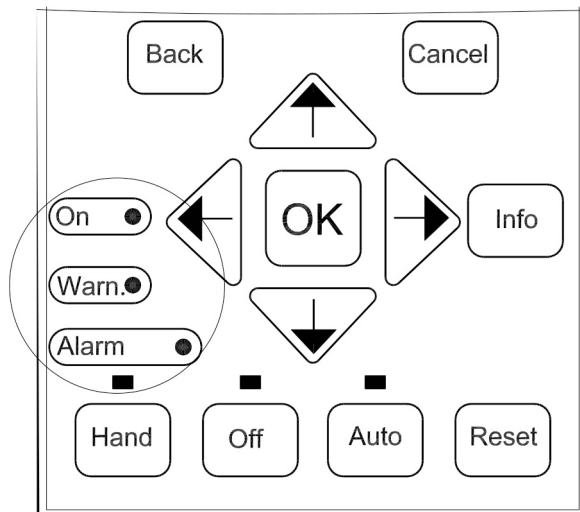 Back
Cancel
On
OK
Info
Warn.
Alarm
Hand
Off
Auto
Reset